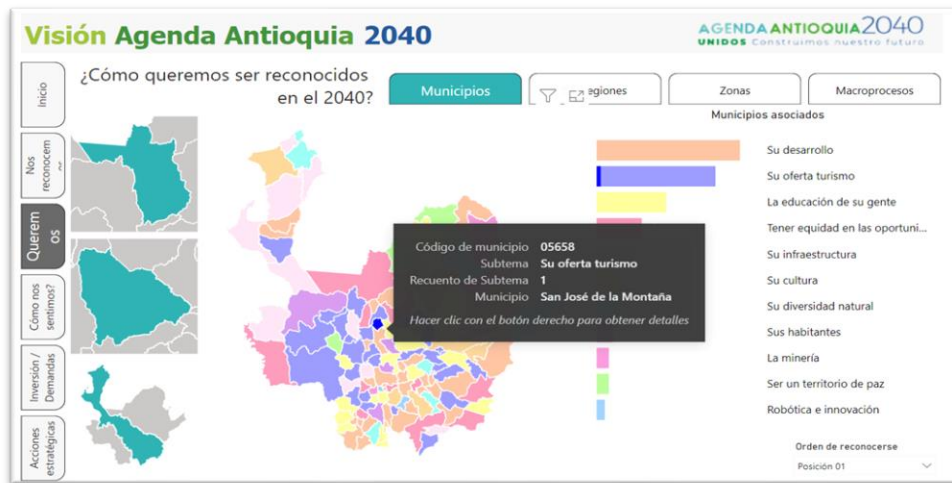 Visión Agenda Antioquia 2040
AGENDA ANTIOQUIA 2040
UNIDOS Construimos nuestro futuro
Inicio
Nos
reconocem
Querem
os
Cómo nos
sentimos?
Inversión /
Demandas
Acciones
estratégicas
¿Cómo queremos ser reconocidos
en el 2040?
Municipios
egiones
Zonas
Macroprocesos
Municipios asociados
Su desarrollo
Su oferta turismo
La educación de su gente
Tener equidad en las oportuni...
Su infraestructura
Su cultura
Su diversidad natural
Sus habitantes
La minería
Ser un territorio de paz
Robótica e innovación
Código de municipio 05658
Subtema Su oferta turismo
Recuento de Subtema 1
Municipio San José de la Montaña
Hacer clic con el botón derecho para obtener detalles
Orden de reconocerse
Posición 01